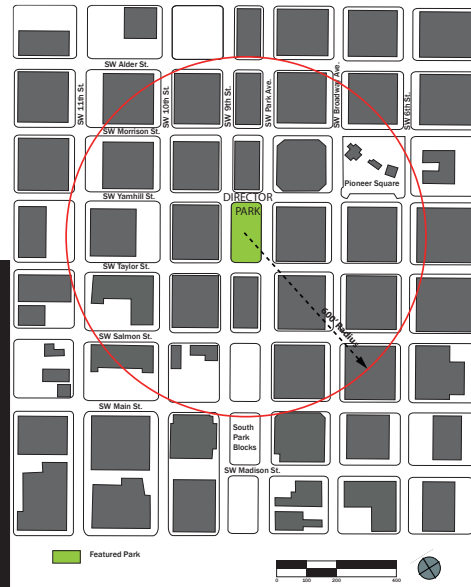 SW Alder St.
SW 11th St.
SW 10th St.
SW 9th St.
SW Park Ave.
SW Broadway Ave.
SW 6th St.
SW Morrison St.
Pioneer Square
SW Yamhill St.
DIRECTOR
PARK
SW Taylor St.
600' Radius
SW Salmon St.
SW Main St.
South
Park
Blocks
SW Madison St.
Featured Park
0 100 200 400